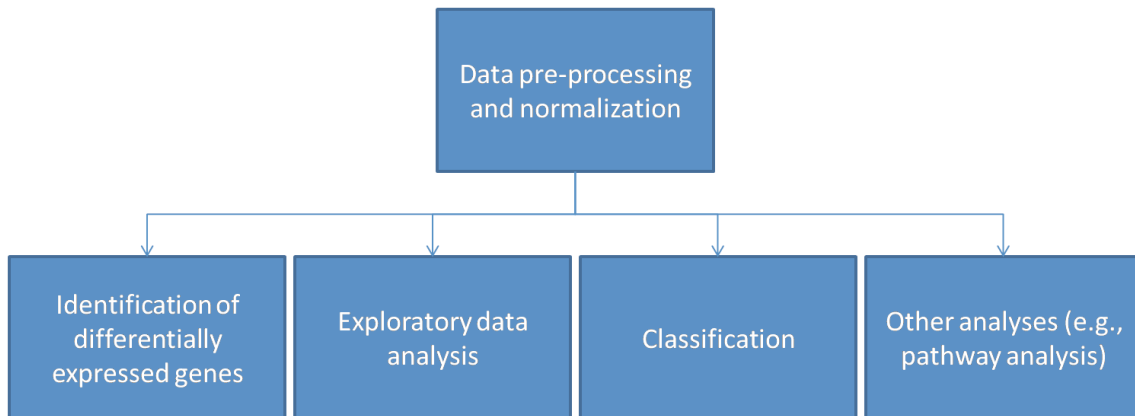 Data pre-processing
and normalization
Identification of
differentially
expressed genes
Exploratory data
analysis
Classification
Other analyses (e.g.,
pathway analysis)